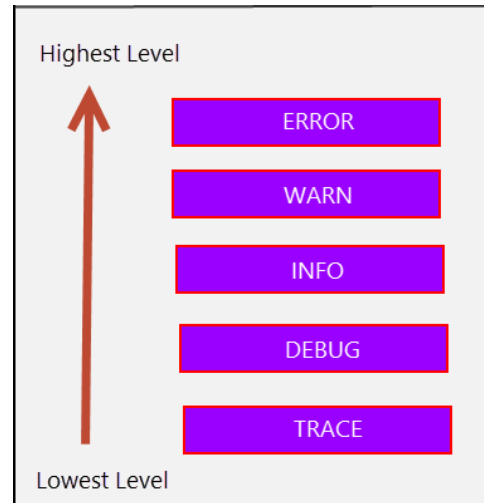 Highest Level
ERROR
WARN
INFO
DEBUG
TRACE
Lowest Level